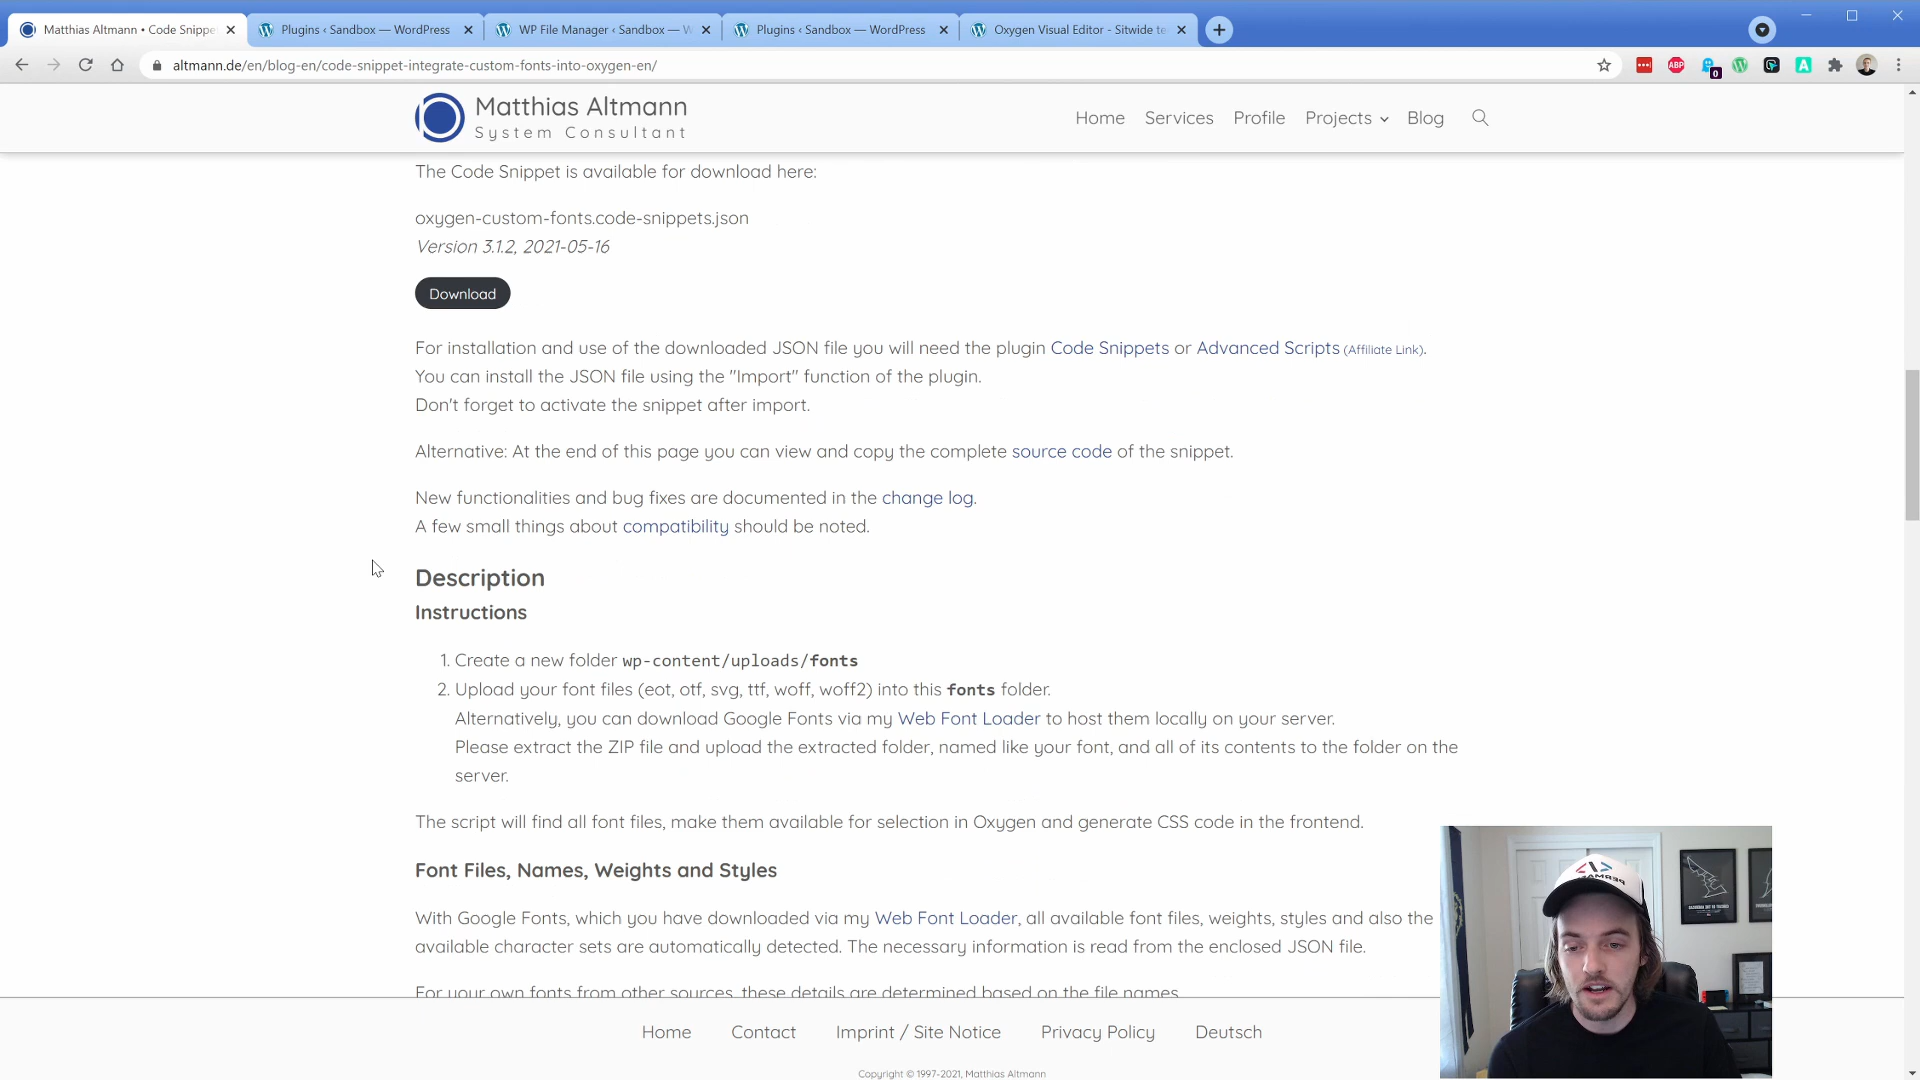 Matthias Altmann • Code Snippe
Plugins ‹ Sandbox — WordPress
WP File Manager ‹ Sandbox — W
Plugins ‹ Sandbox — WordPress
Oxygen Visual Editor - Sitwide te
altmann.de/en/blog-en/code-snippet-integrate-custom-fonts-into-oxygen-en/
ABP
0
A
Matthias Altmann
System Consultant
Home
Services
Profile
Projects
Blog
The Code Snippet is available for download here:
oxygen-custom-fonts.code-snippets.json
Version 3.1.2, 2021-05-16
Download
For installation and use of the downloaded JSON file you will need the plugin Code Snippets or Advanced Scripts (Affiliate Link).
You can install the JSON file using the "Import" function of the plugin.
Don't forget to activate the snippet after import.
Alternative: At the end of this page you can view and copy the complete source code of the snippet.
New functionalities and bug fixes are documented in the change log.
A few small things about compatibility should be noted.
Description
Instructions
1. Create a new folder wp-content/uploads/fonts
2. Upload your font files (eot, otf, svg, ttf, woff, woff2) into this fonts folder.
Alternatively, you can download Google Fonts via my Web Font Loader to host them locally on your server.
Please extract the ZIP file and upload the extracted folder, named like your font, and all of its contents to the folder on the
server.
The script will find all font files, make them available for selection in Oxygen and generate CSS code in the frontend.
Font Files, Names, Weights and Styles
With Google Fonts, which you have downloaded via my Web Font Loader, all available font files, weights, styles and also the
available character sets are automatically detected. The necessary information is read from the enclosed JSON file.
For your own fonts from other sources, these details are determined based on the file names.
Home
Contact
Imprint / Site Notice
Privacy Policy
Deutsch
Copyright © 1997-2021, Matthias Altmann